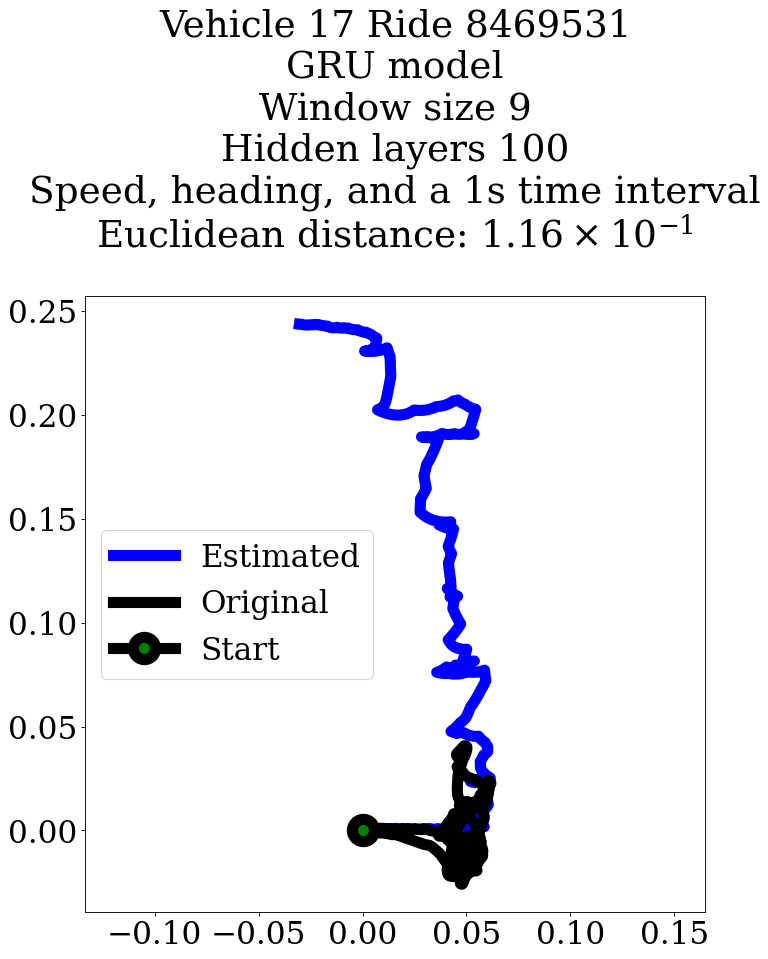 Vehicle 17 Ride 8469531
GRU model
Window size 9
Hidden layers 100
Speed, heading, and a 1s time interval
Euclidean distance: 1.16 × 10⁻¹
0.25
0.20
0.15
0.10
0.05
0.00
Estimated
Original
Start
−0.10 −0.05 0.00 0.05 0.10 0.15